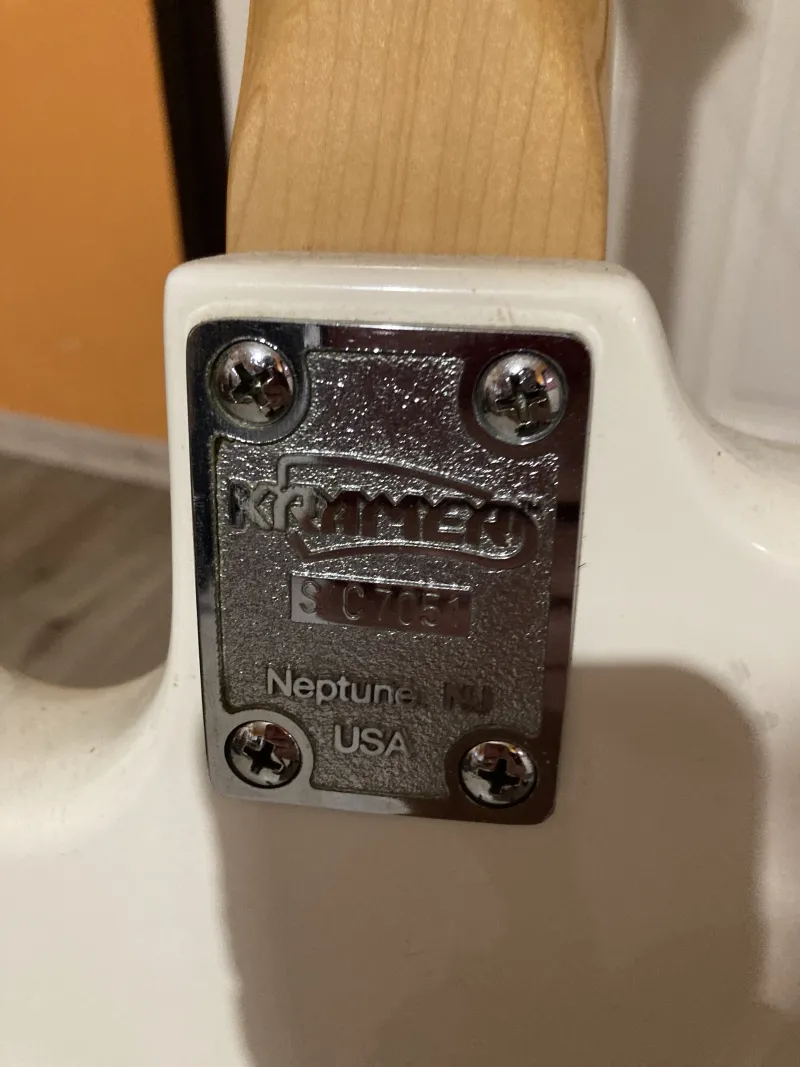 KRAMER
S C7051
Neptune, NJ
USA